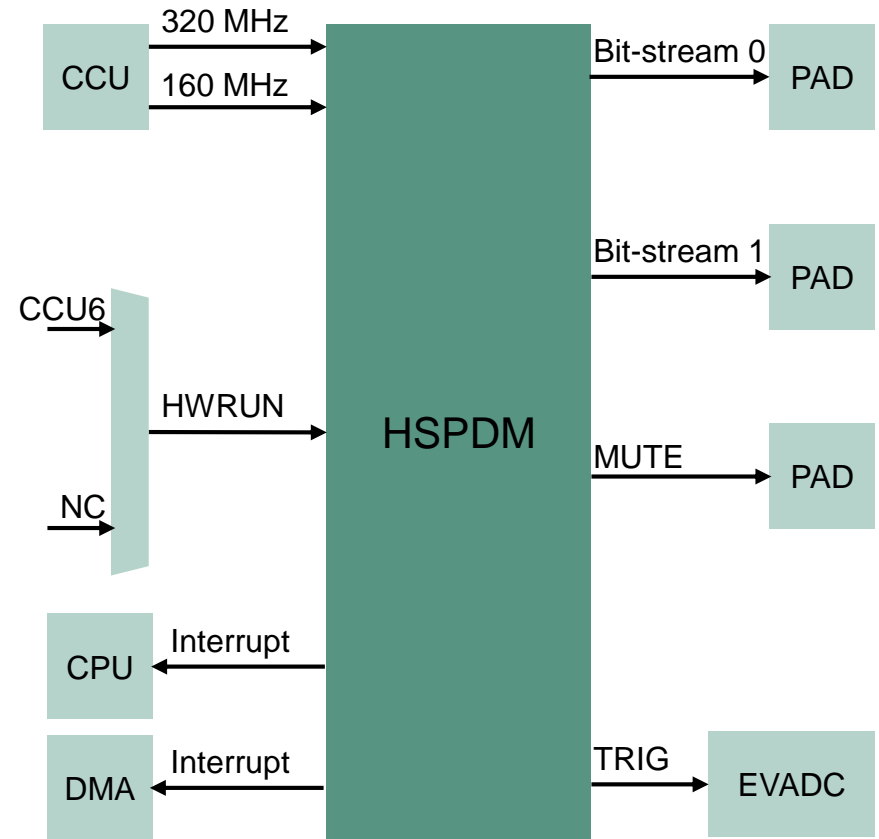 320 MHz
CCU
160 MHz
Bit-stream 0
PAD
Bit-stream 1
PAD
CCU6
HWRUN
NC
HSPDM
MUTE
PAD
Interrupt
CPU
Interrupt
DMA
TRIG
EVADC